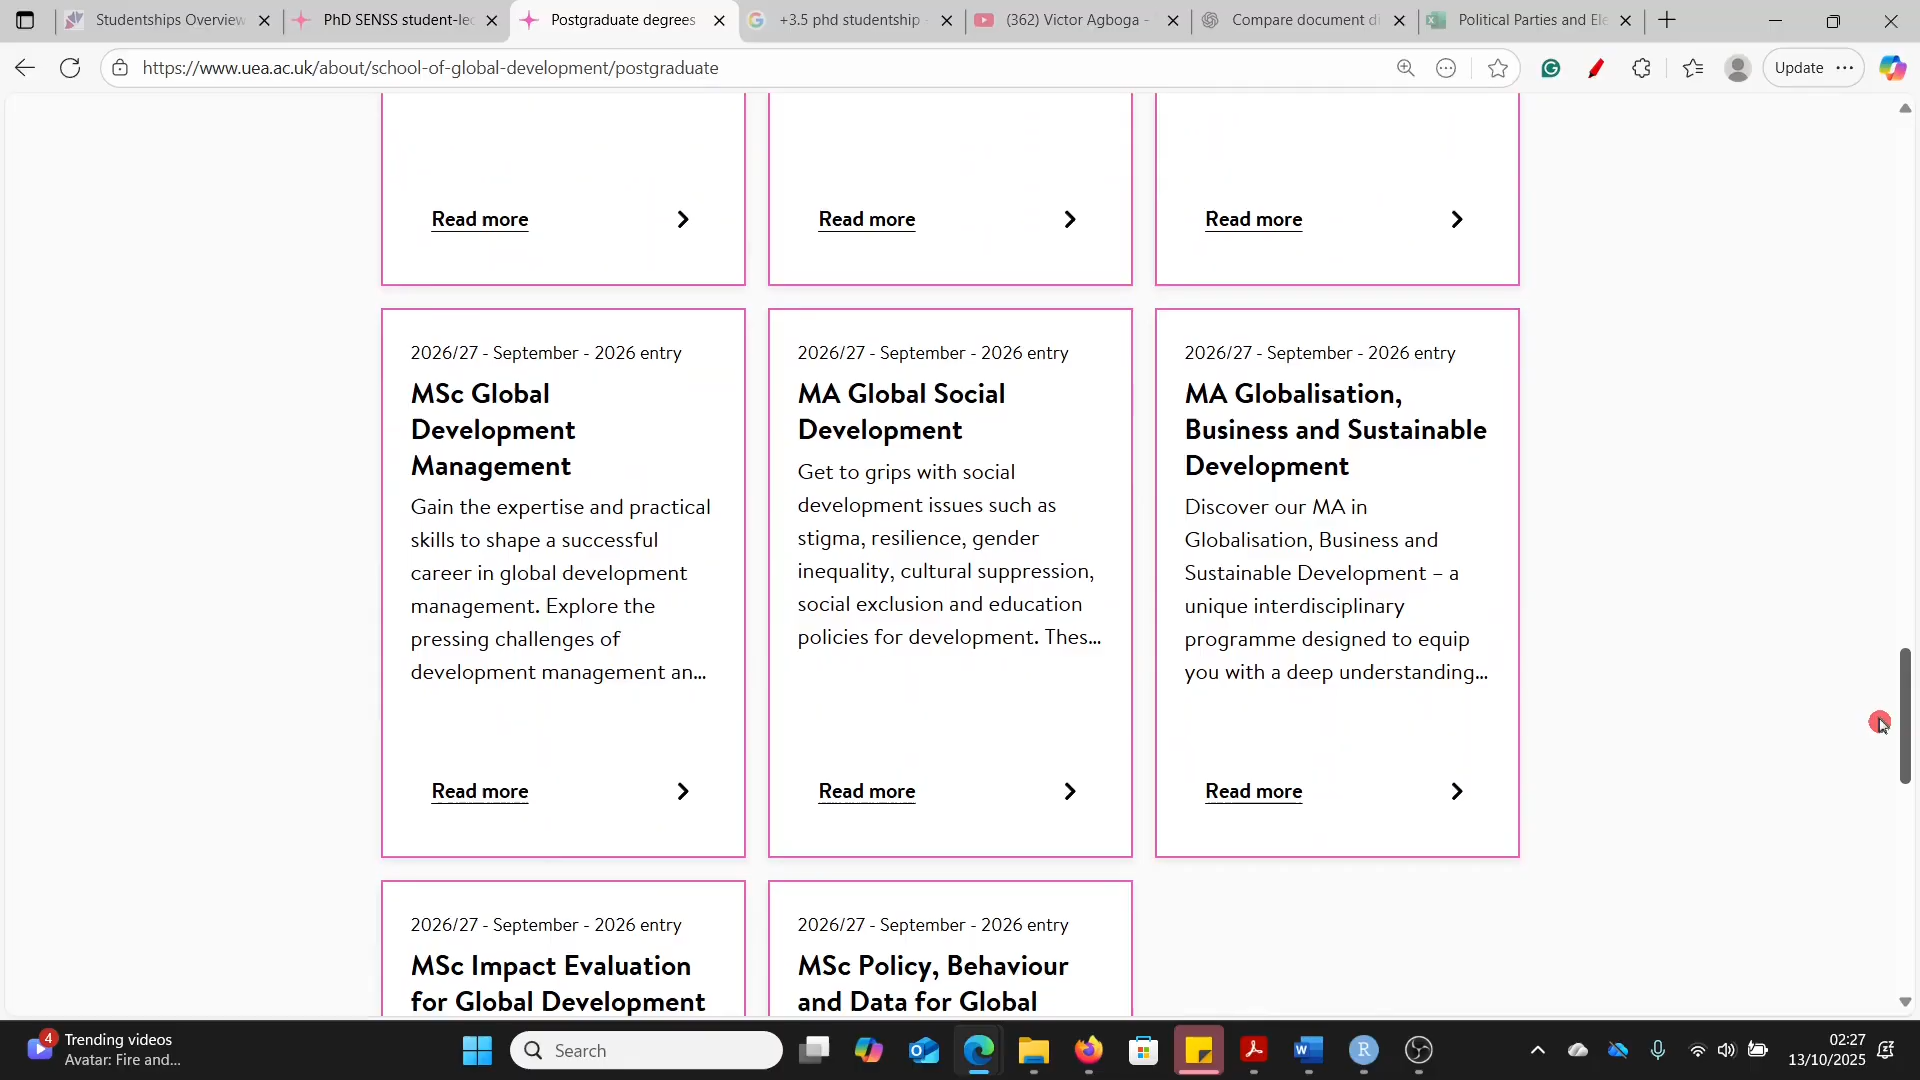 Studentships Overview
PhD SENSS student-led
Postgraduate degrees
+3.5 phd studentship
(362) Victor Agboga -
Compare document di
Political Parties and Ele
https://www.uea.ac.uk/about/school-of-global-development/postgraduate
Update
Read more
Read more
Read more
2026/27 - September - 2026 entry
MSc Global
Development
Management
Gain the expertise and practical
skills to shape a successful
career in global development
management. Explore the
pressing challenges of
development management an...
Read more
2026/27 - September - 2026 entry
MA Global Social
Development
Get to grips with social
development issues such as
stigma, resilience, gender
inequality, cultural suppression,
social exclusion and education
policies for development. Thes...
Read more
2026/27 - September - 2026 entry
MA Globalisation,
Business and Sustainable
Development
Discover our MA in
Globalisation, Business and
Sustainable Development – a
unique interdisciplinary
programme designed to equip
you with a deep understanding...
Read more
2026/27 - September - 2026 entry
MSc Impact Evaluation
for Global Development
2026/27 - September - 2026 entry
MSc Policy, Behaviour
and Data for Global
4
Trending videos
Avatar: Fire and...
Search
02:27
13/10/2025